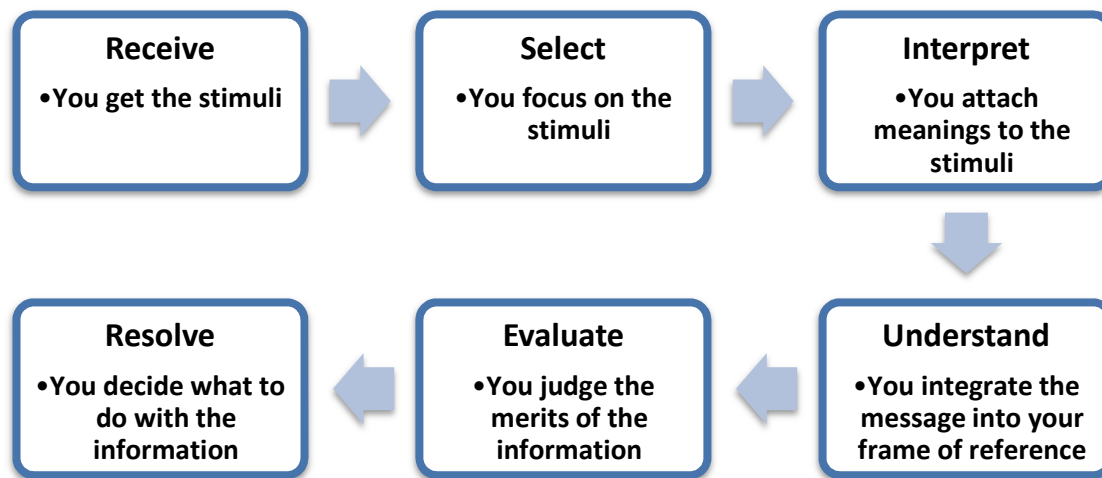 Receive
•You get the stimuli
Select
•You focus on the
stimuli
Interpret
•You attach
meanings to the
stimuli
Understand
•You integrate the
message into your
frame of reference
Evaluate
•You judge the
merits of the
information
Resolve
•You decide what to
do with the
information